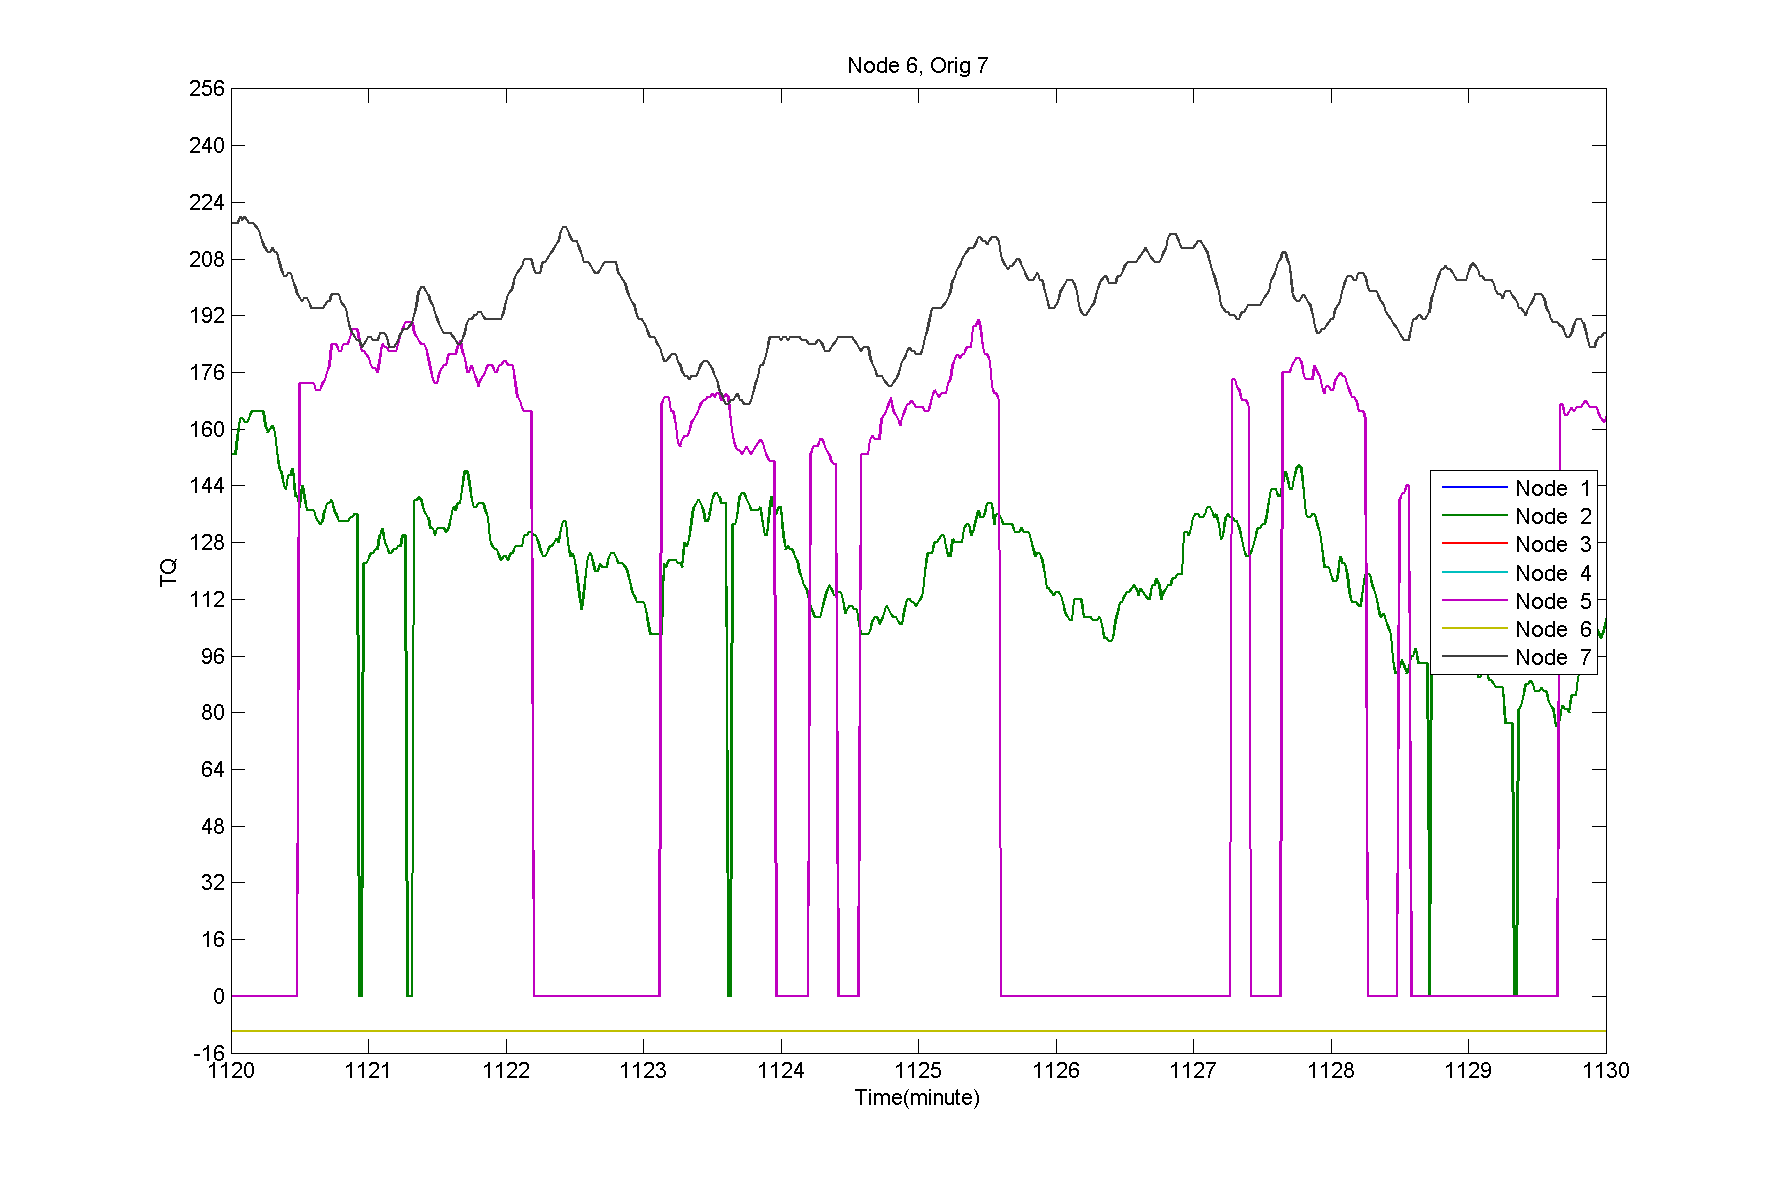 Node 6, Orig 7
256
240
224
208
192
176
160
144
128
112
96
80
64
48
32
16
0
-16
TQ
Node 1
Node 2
Node 3
Node 4
Node 5
Node 6
Node 7
1120 1121 1122 1123 1124 1125 1126 1127 1128 1129 1130
Time(minute)